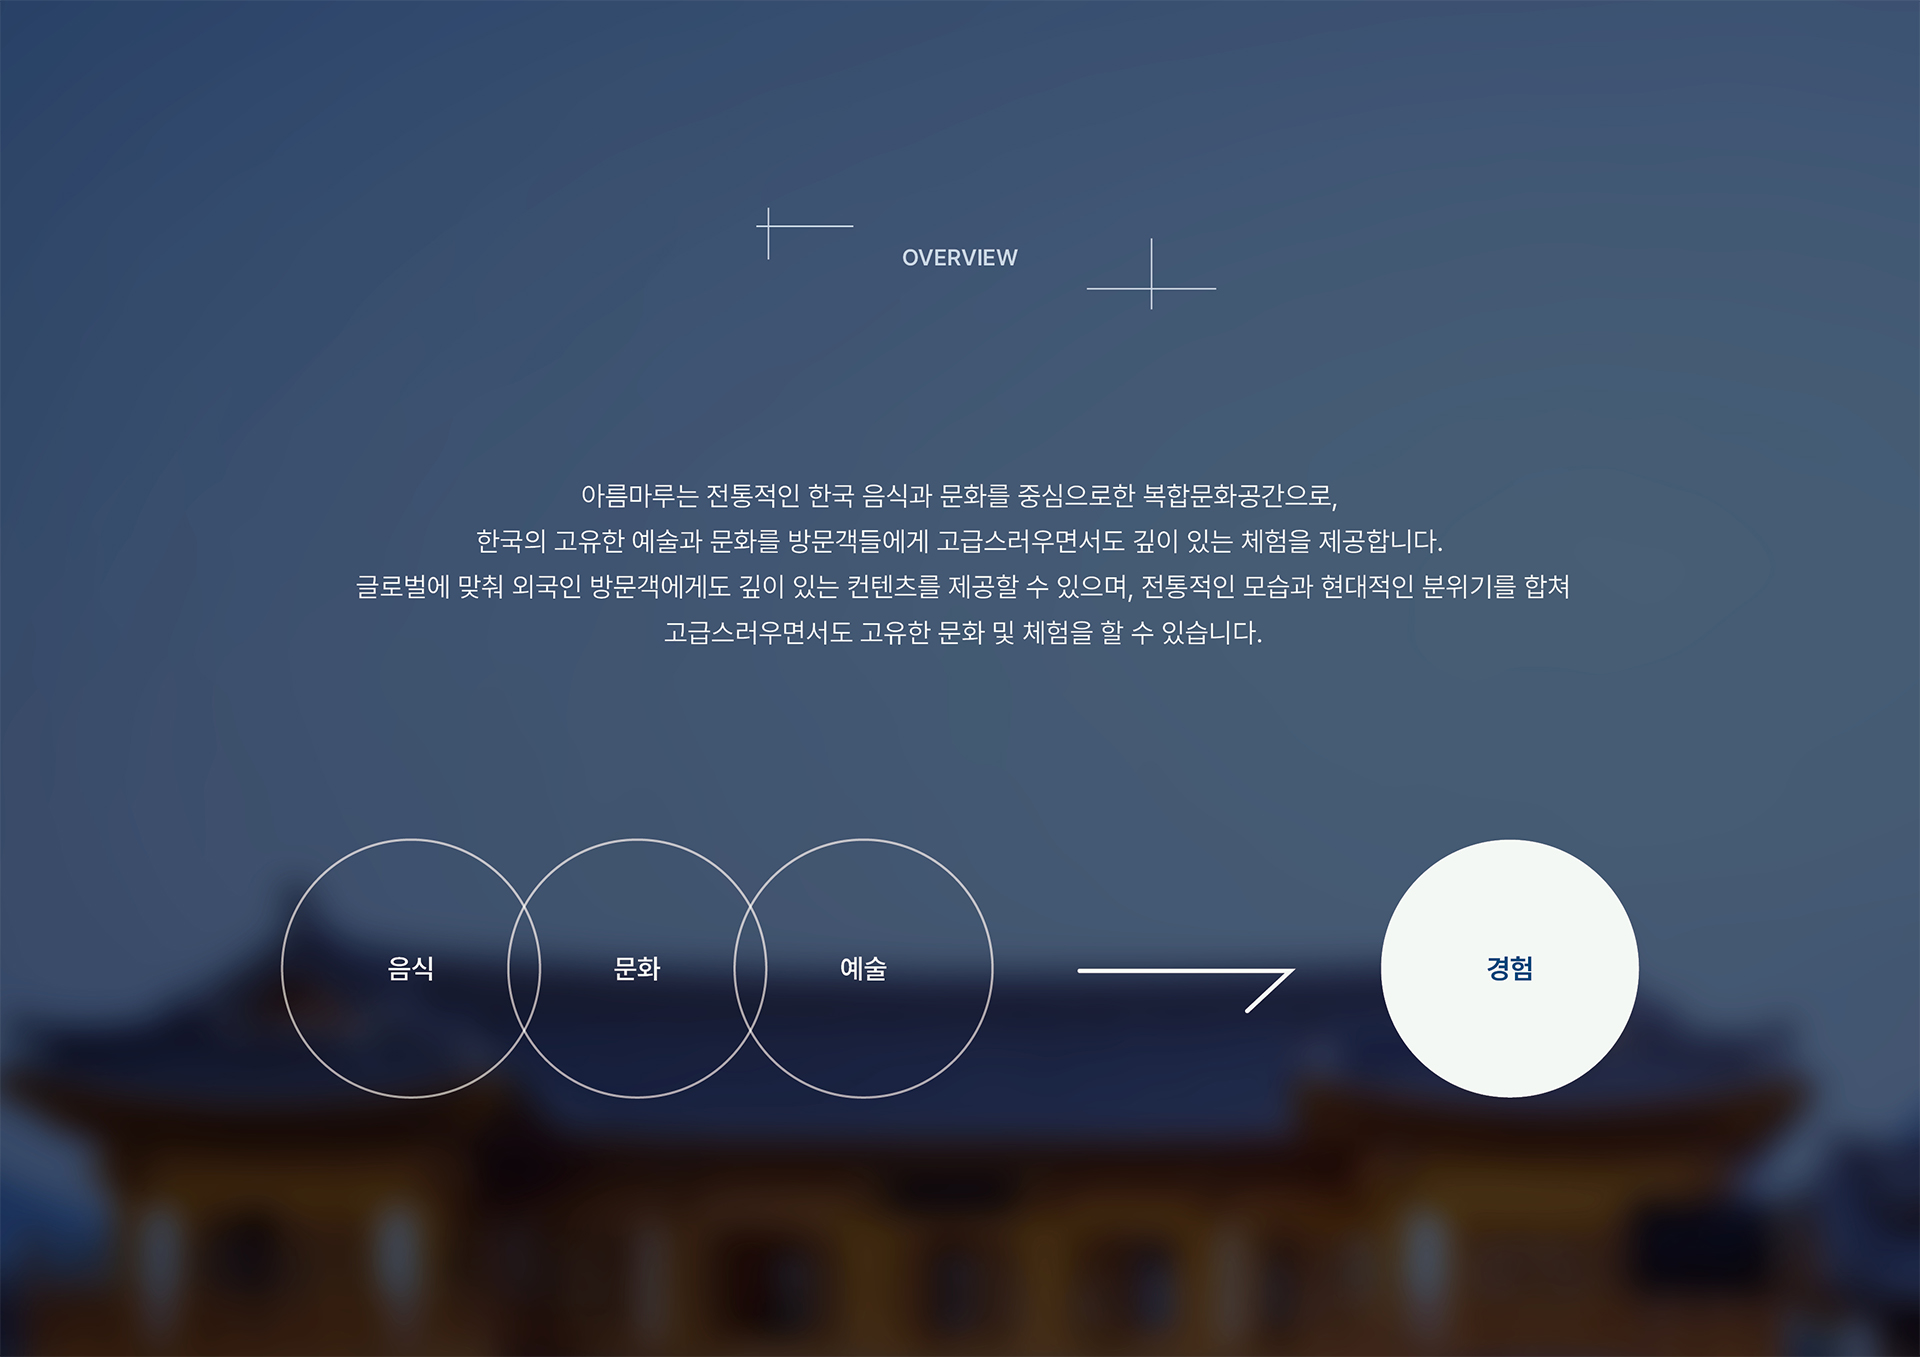 OVERVIEW
아름마루는 전통적인 한국 음식과 문화를 중심으로한 복합문화공간으로,
한국의 고유한 예술과 문화를 방문객들에게 고급스러우면서도 깊이 있는 체험을 제공합니다.
글로벌에 맞춰 외국인 방문객에게도 깊이 있는 컨텐츠를 제공할 수 있으며, 전통적인 모습과 현대적인 분위기를 합쳐
고급스러우면서도 고유한 문화 및 체험을 할 수 있습니다.
음식
문화
예술
경험